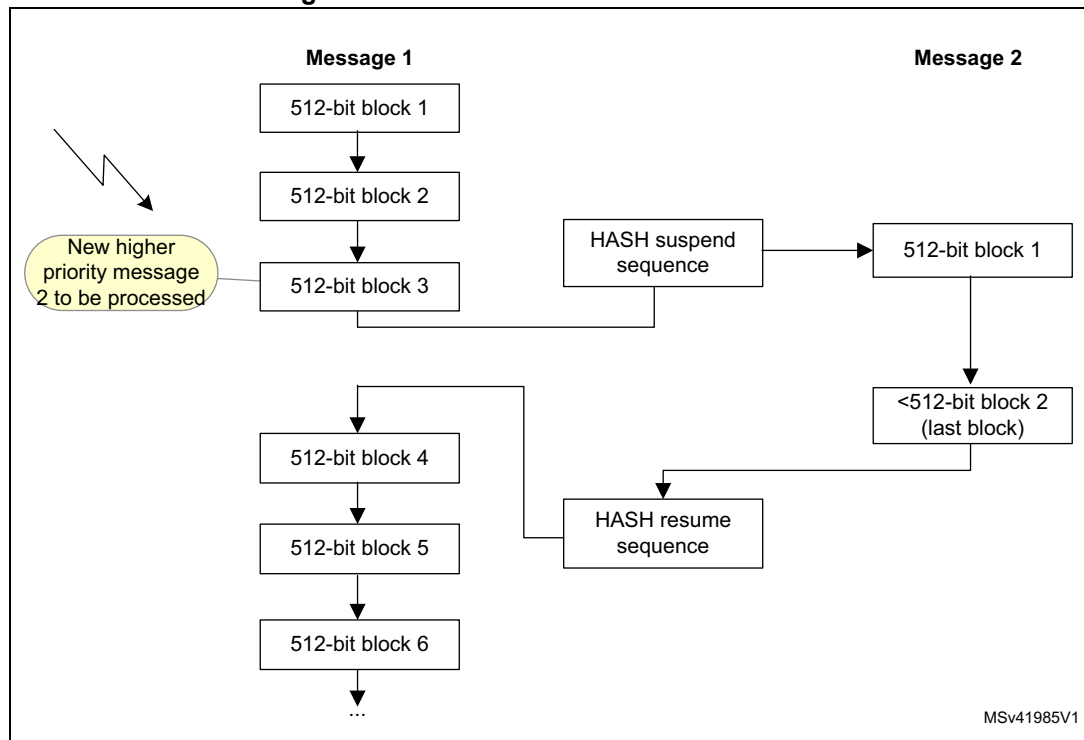 Message 1
Message 2
512-bit block 1
512-bit block 2
New higher
priority message
2 to be processed
512-bit block 3
HASH suspend
sequence
512-bit block 1
<512-bit block 2
(last block)
HASH resume
sequence
512-bit block 4
512-bit block 5
512-bit block 6
...
MSv41985V1